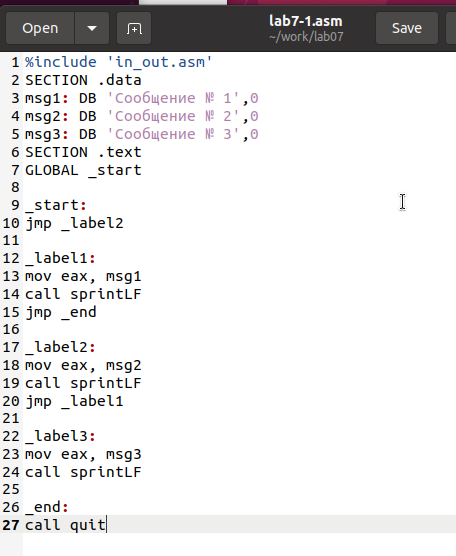 Open
lab7-1.asm
~/work/lab07
Save
1 %include 'in_out.asm'
2 SECTION .data
3 msg1: DB 'Сообщение № 1',0
4 msg2: DB 'Сообщение № 2',0
5 msg3: DB 'Сообщение № 3',0
6 SECTION .text
7 GLOBAL _start
8
9 _start:
10 jmp _label2
11
12 _label1:
13 mov eax, msg1
14 call sprintLF
15 jmp _end
16
17 _label2:
18 mov eax, msg2
19 call sprintLF
20 jmp _label1
21
22 _label3:
23 mov eax, msg3
24 call sprintLF
25
26 _end:
27 call quit